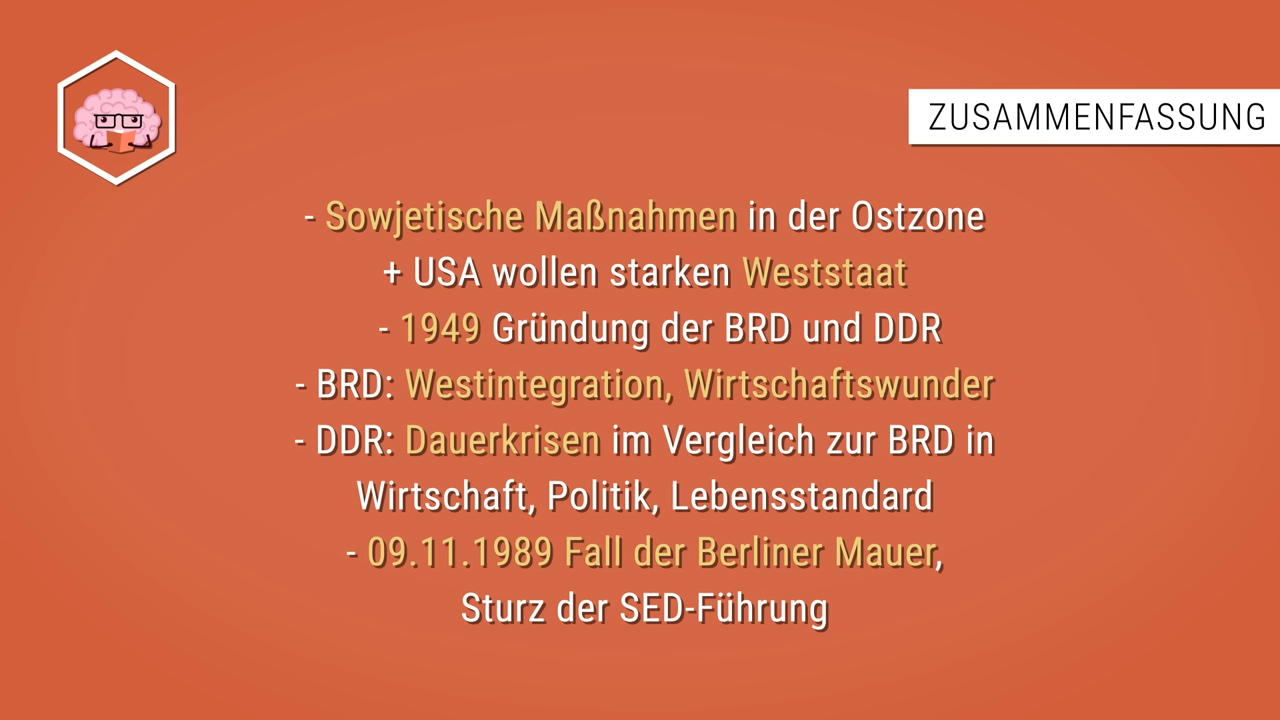 ZUSAMMENFASSUNG
- Sowjetische Maßnahmen in der Ostzone
+ USA wollen starken Weststaat
- 1949 Gründung der BRD und DDR
- BRD: Westintegration, Wirtschaftswunder
- DDR: Dauerkrisen im Vergleich zur BRD in
Wirtschaft, Politik, Lebensstandard
- 09.11.1989 Fall der Berliner Mauer,
Sturz der SED-Führung